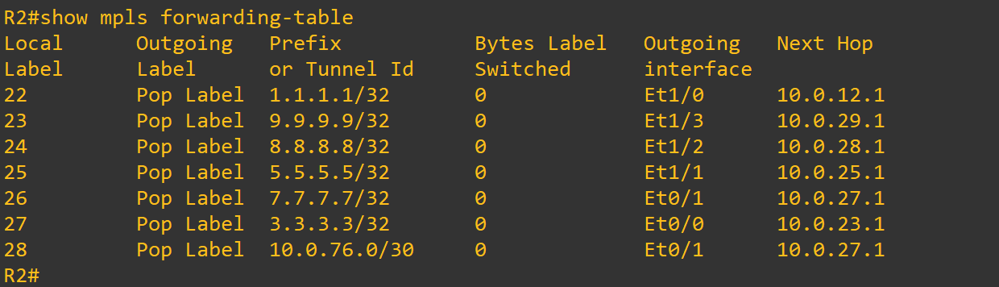 R2#show mpls forwarding-table
Local      Outgoing   Prefix           Bytes Label   Outgoing   Next Hop
Label      Label      or Tunnel Id     Switched      interface
22         Pop Label  1.1.1.1/32       0             Et1/0      10.0.12.1
23         Pop Label  9.9.9.9/32       0             Et1/3      10.0.29.1
24         Pop Label  8.8.8.8/32       0             Et1/2      10.0.28.1
25         Pop Label  5.5.5.5/32       0             Et1/1      10.0.25.1
26         Pop Label  7.7.7.7/32       0             Et0/1      10.0.27.1
27         Pop Label  3.3.3.3/32       0             Et0/0      10.0.23.1
28         Pop Label  10.0.76.0/30     0             Et0/1      10.0.27.1
R2#